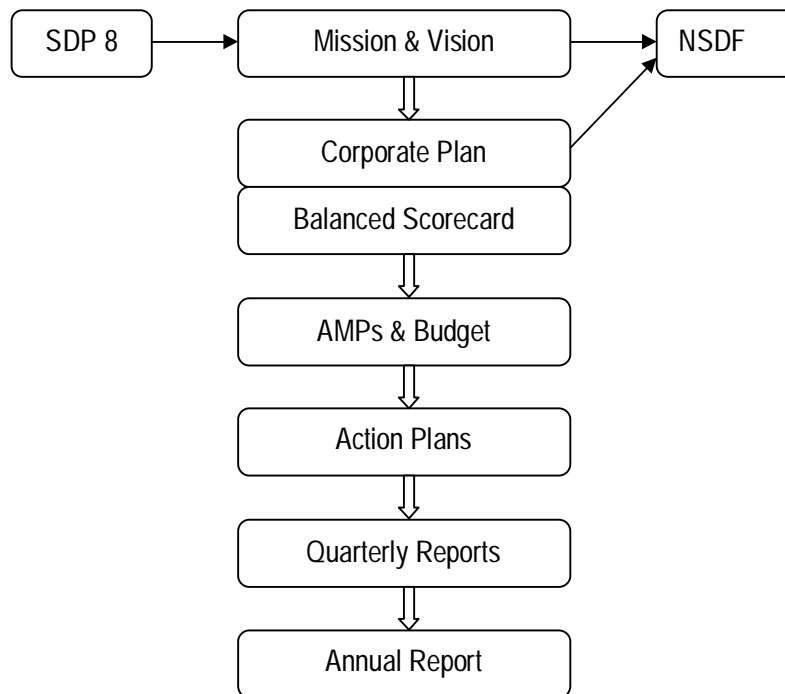 SDP 8
Mission & Vision
NSDF
Corporate Plan
Balanced Scorecard
AMPs & Budget
Action Plans
Quarterly Reports
Annual Report